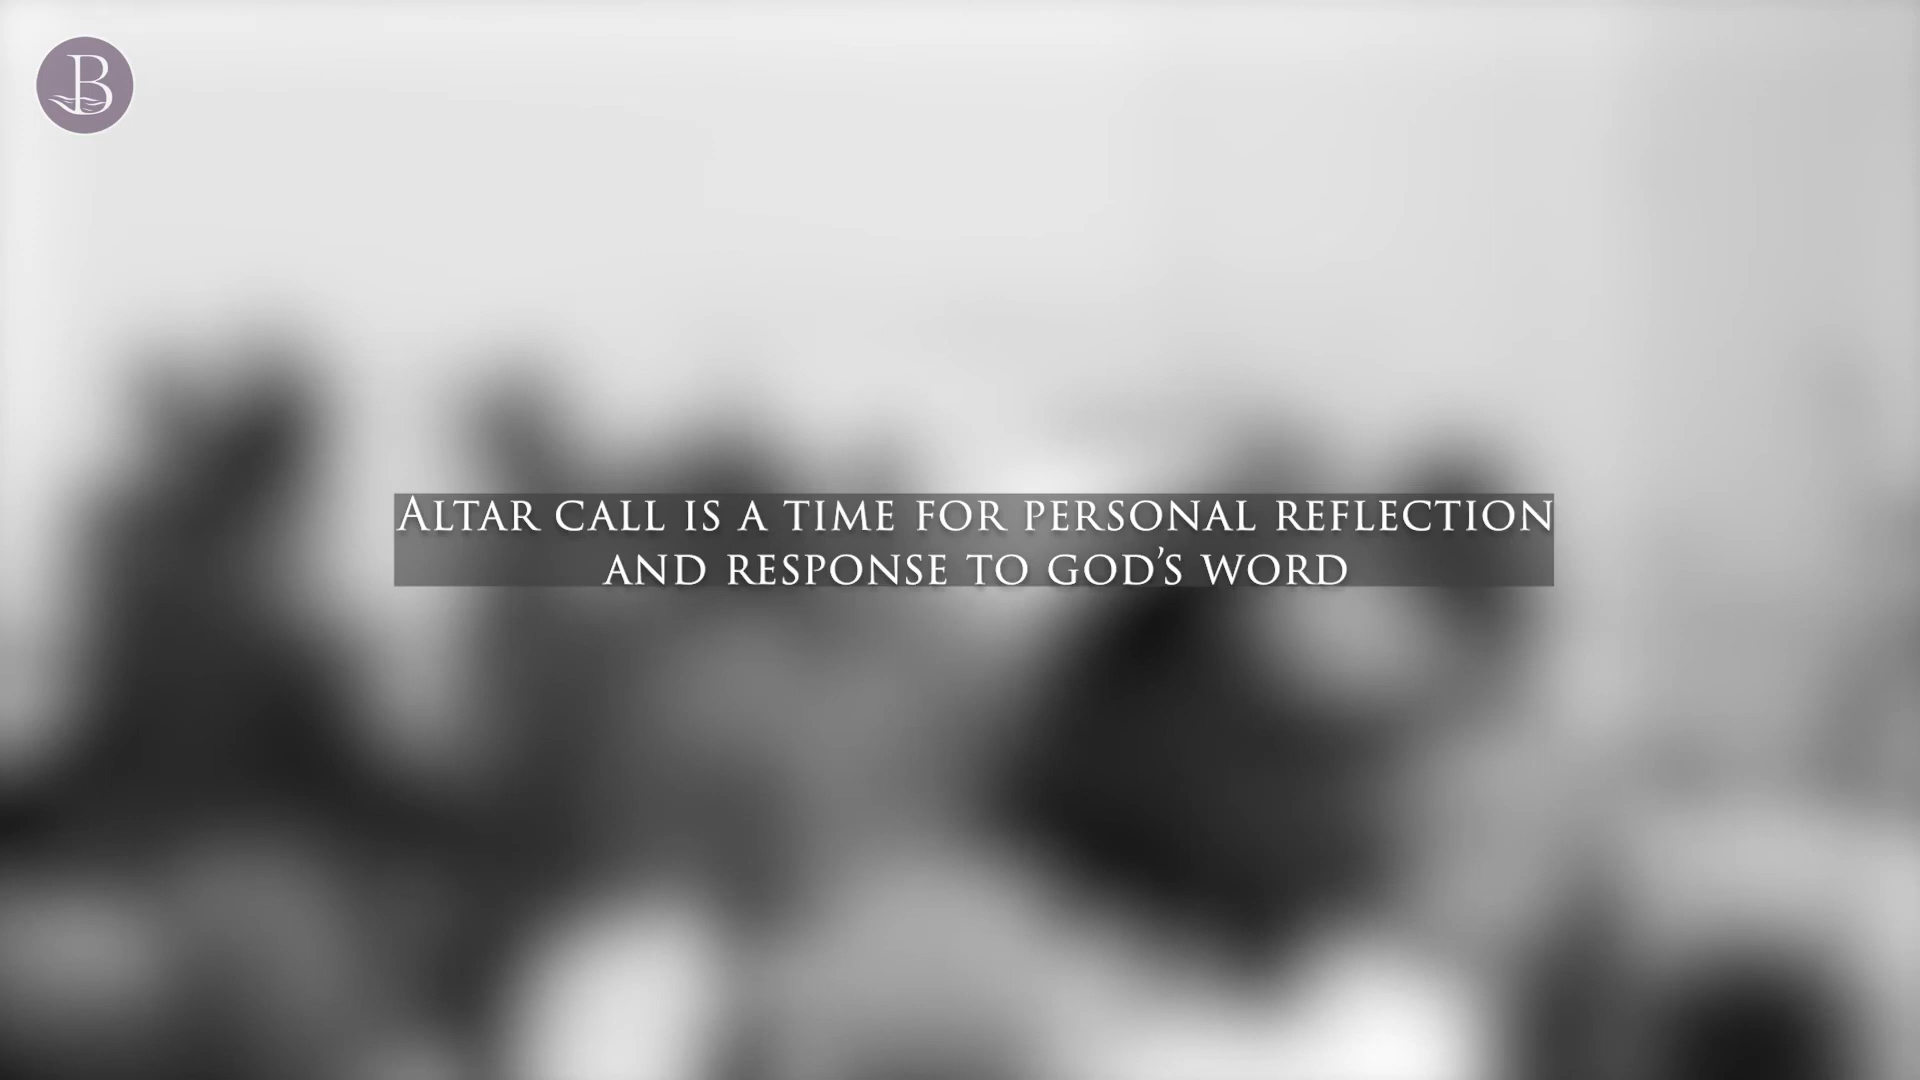 B
Altar call is a time for personal reflection
and response to God's word